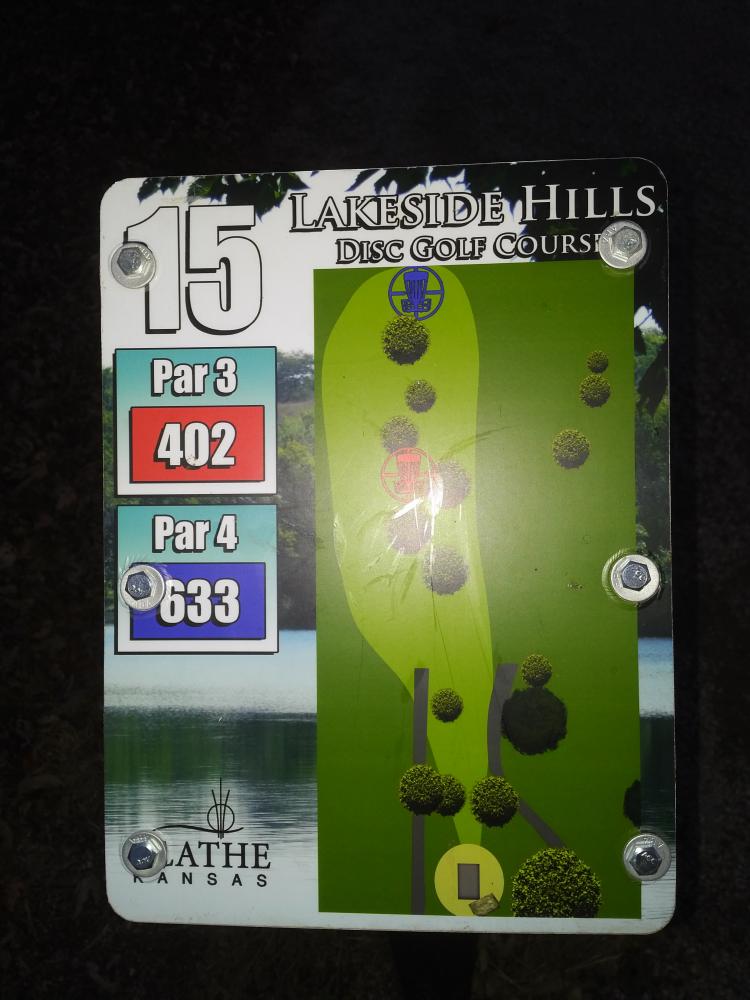 15
LAKESIDE HILLS
DISC GOLF COURSE
Par 3
402
Par 4
633
LATHE
KANSAS